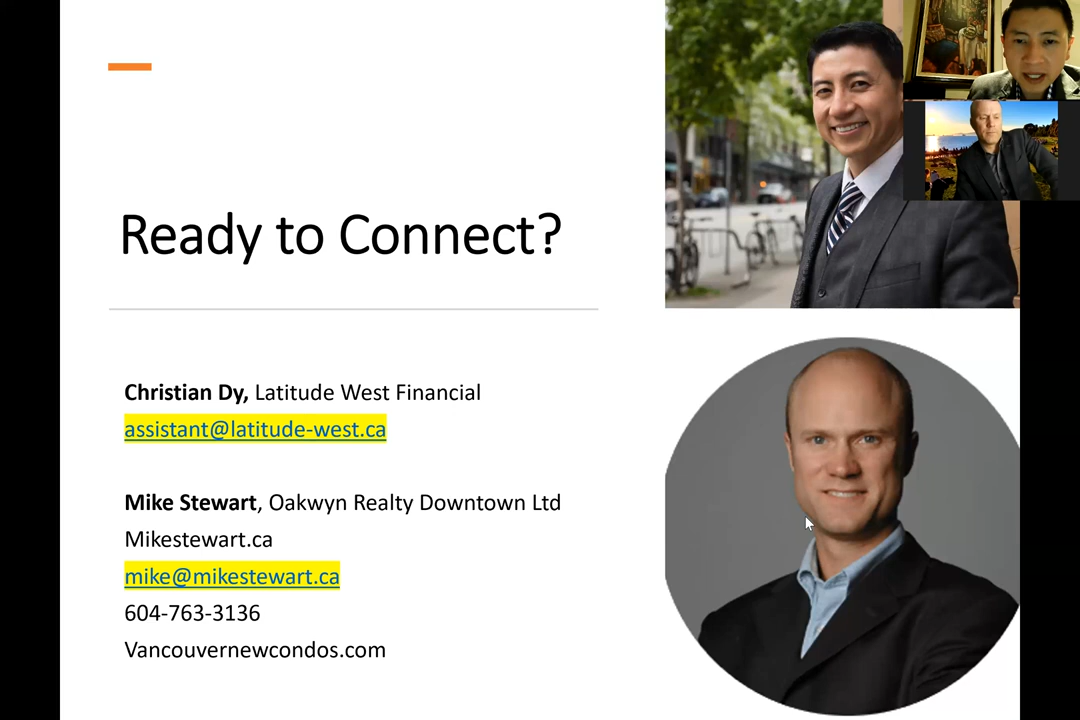 Ready to Connect?
Christian Dy, Latitude West Financial
assistant@latitude-west.ca
Mike Stewart, Oakwyn Realty Downtown Ltd
Mikestewart.ca
mike@mikestewart.ca
604-763-3136
Vancouvernewcondos.com